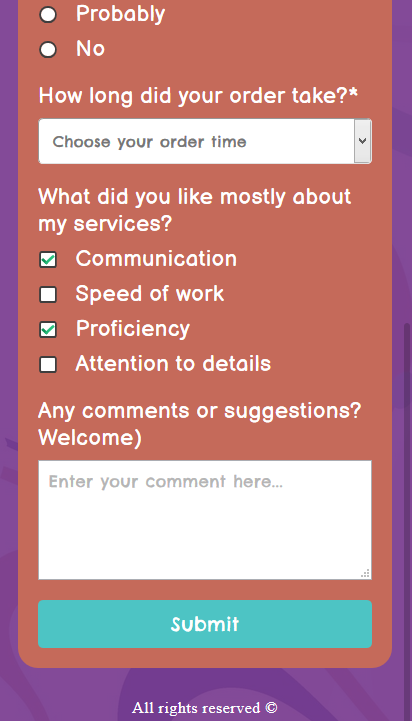 Probably
No
How long did your order take?*
Choose your order time
What did you like mostly about
my services?
Communication
Speed of work
Proficiency
Attention to details
Any comments or suggestions?
Welcome)
Enter your comment here...
Submit
All rights reserved ©